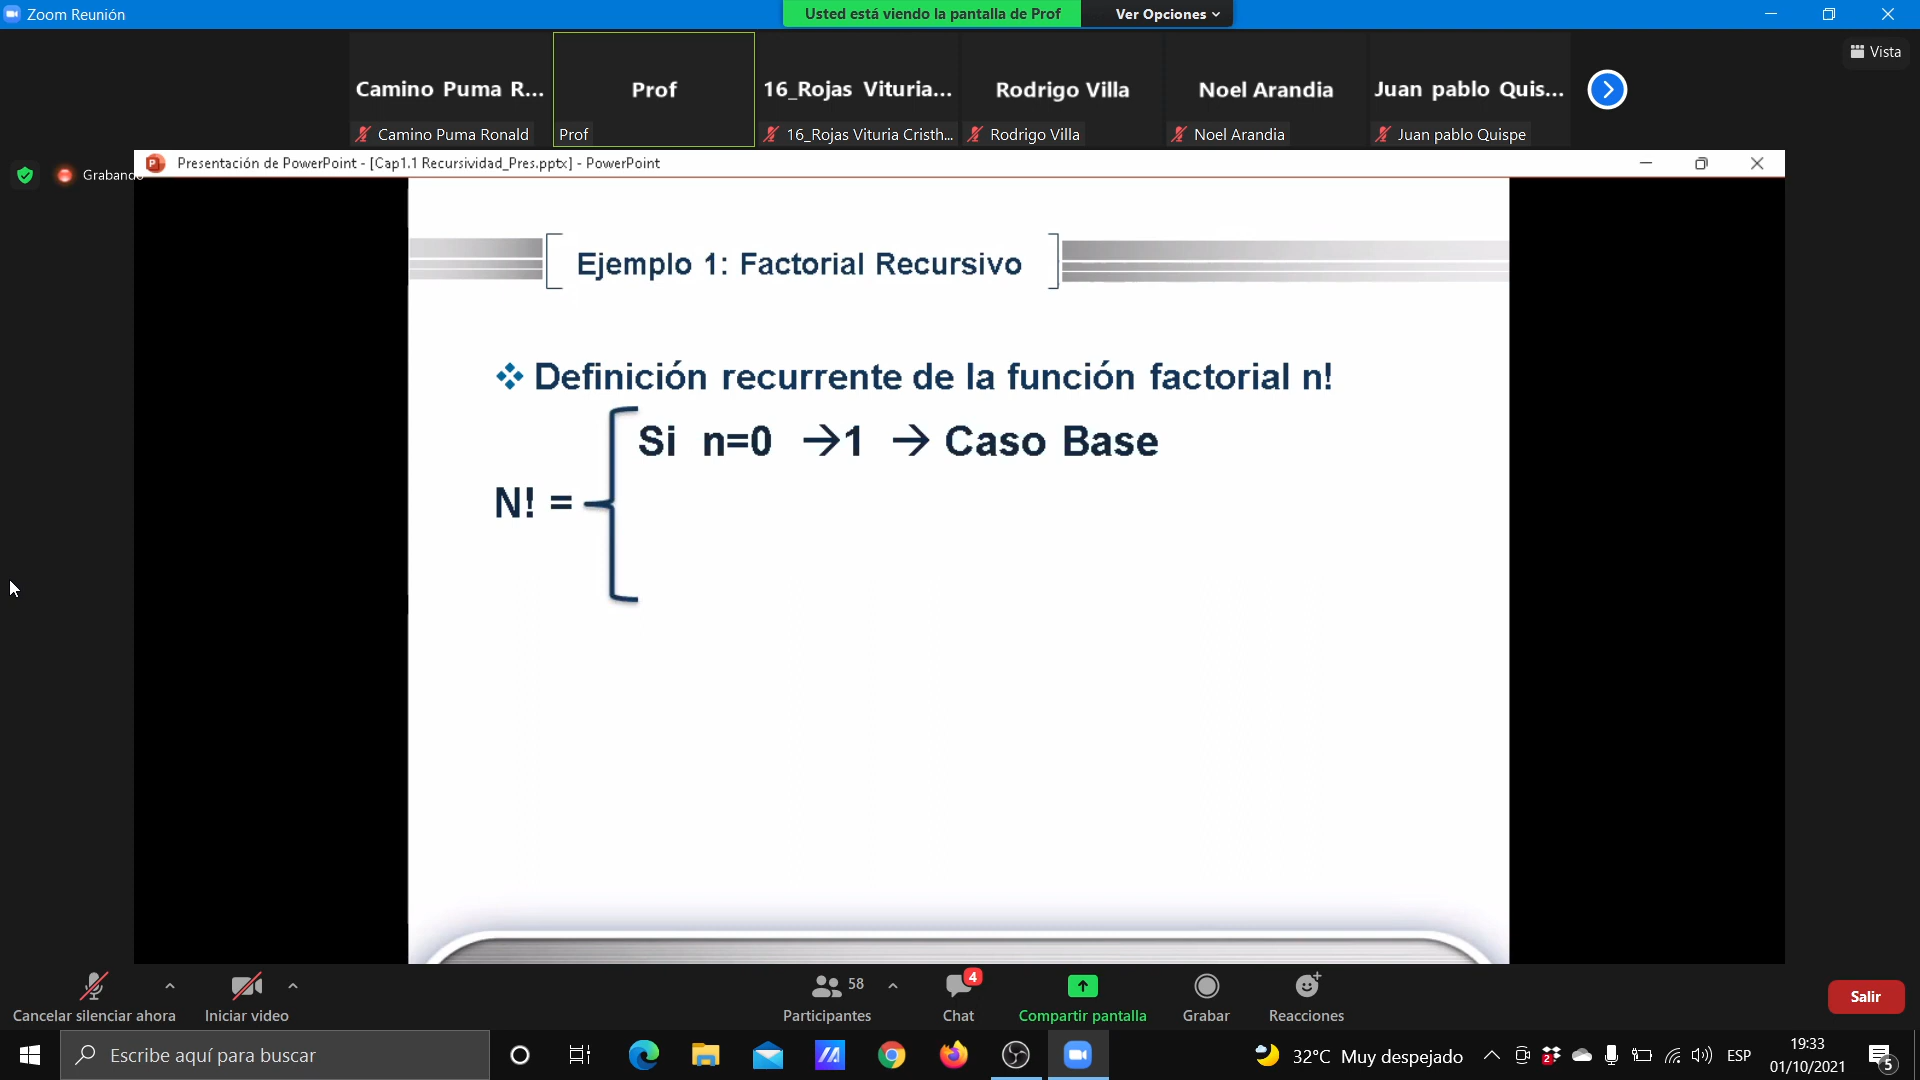 Zoom Reunión
Usted está viendo la pantalla de Prof
Ver Opciones
Vista
Camino Puma R...
Prof
16_Rojas Vituria...
Rodrigo Villa
Noel Arandia
Juan pablo Quis...
Camino Puma Ronald
Prof
16_Rojas Vituria Cristh...
Rodrigo Villa
Noel Arandia
Juan pablo Quispe
Grabando
Presentación de PowerPoint - [Cap1.1 Recursividad_Pres.pptx] - PowerPoint
Ejemplo 1: Factorial Recursivo
❖ Definición recurrente de la función factorial n!
Si n=0 →1 → Caso Base
N! =
58
4
Cancelar silenciar ahora
Iniciar video
Participantes
Chat
Compartir pantalla
Grabar
Reacciones
Salir
Escribe aquí para buscar
32°C Muy despejado
2
ESP
19:33
01/10/2021
5